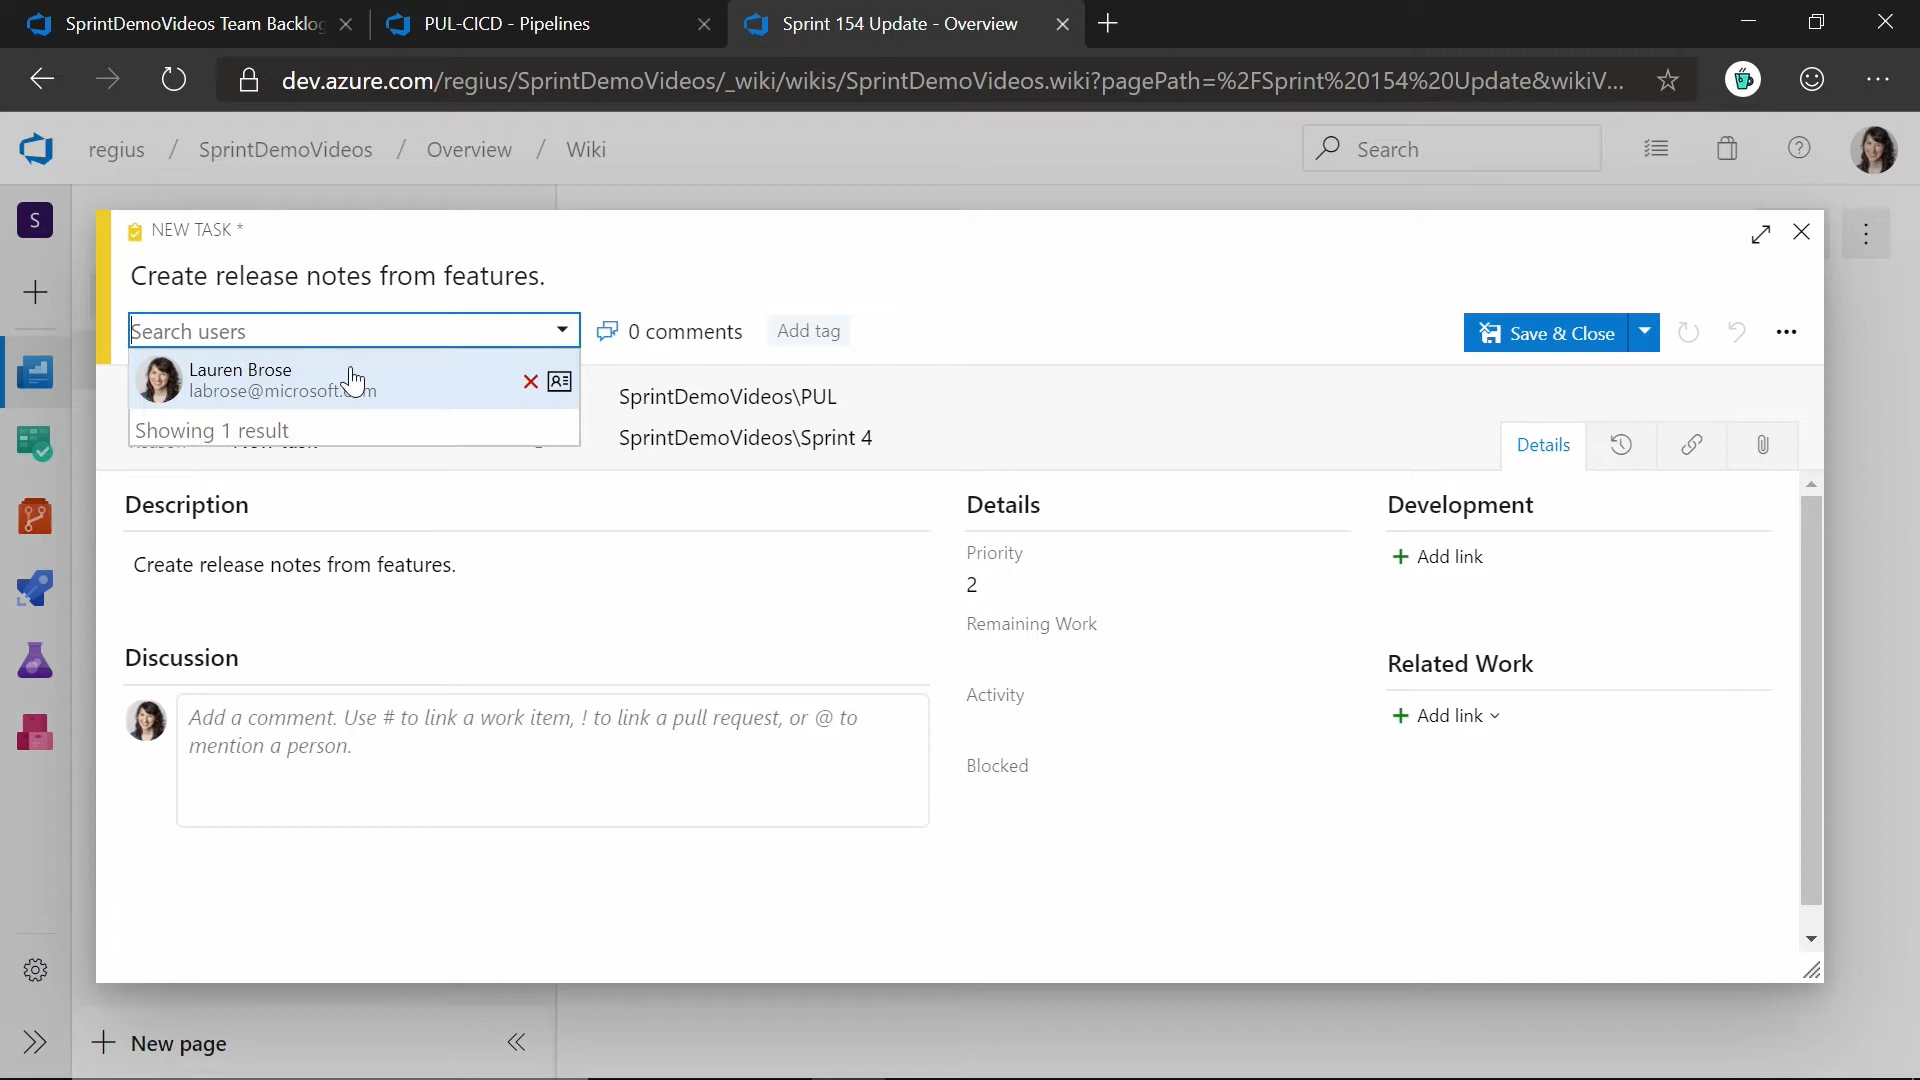 SprintDemoVideos Team Backlog
PUL-CICD - Pipelines
Sprint 154 Update - Overview
dev.azure.com/regius/SprintDemoVideos/_wiki/wikis/SprintDemoVideos.wiki?pagePath=%2FSprint%20154%20Update&wikiV...
regius / SprintDemoVideos / Overview / Wiki
Search
S
NEW TASK *
Create release notes from features.
Search users
0 comments
Add tag
Save & Close
Lauren Brose
labrose@microsoft.com
Showing 1 result
SprintDemoVideos\PUL
SprintDemoVideos\Sprint 4
Details
Description
Create release notes from features.
Discussion
Add a comment. Use # to link a work item, ! to link a pull request, or @ to
mention a person.
Details
Priority
2
Remaining Work
Activity
Blocked
Development
+ Add link
Related Work
+ Add link
New page